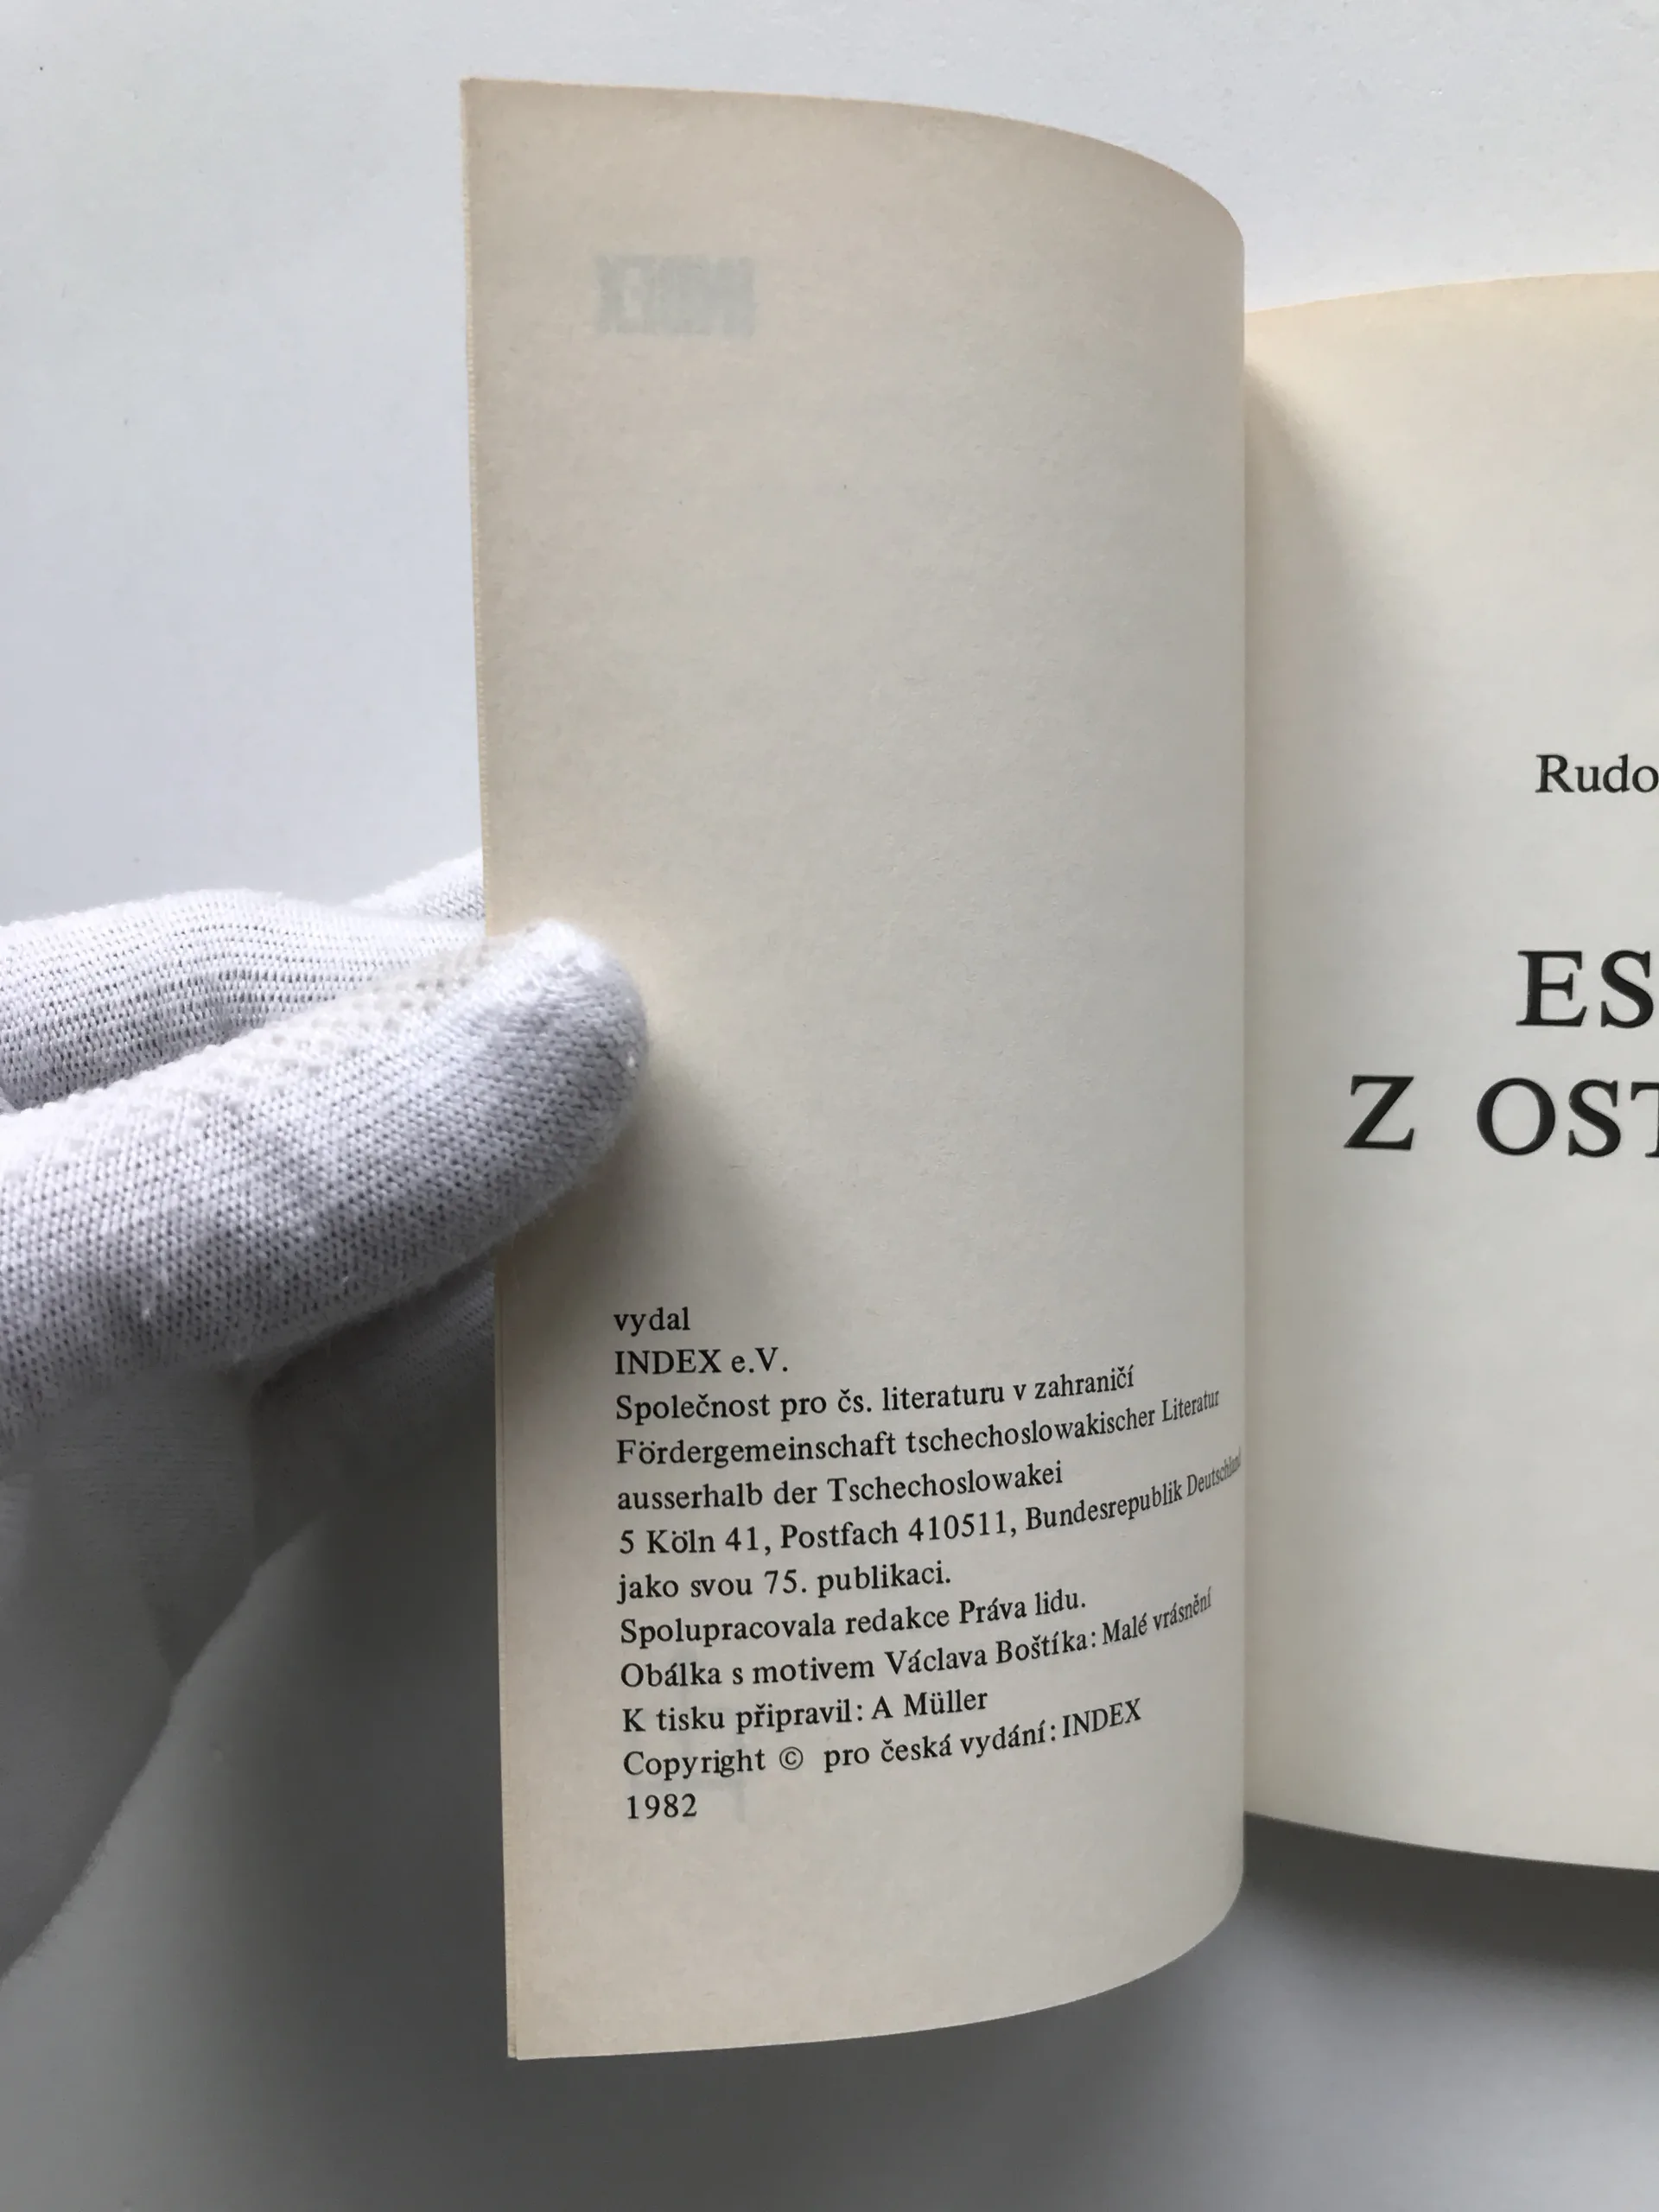 INDEX
vydal
INDEX e.V.
Společnost pro čs. literaturu v zahraničí
Fördergemeinschaft tschechoslowakischer Literatur
ausserhalb der Tschechoslowakei
5 Köln 41, Postfach 410511, Bundesrepublik Deutschland
jako svou 75. publikaci.
Spolupracovala redakce Práva lidu.
Obálka s motivem Václava Boštíka: Malé vrásnění
K tisku připravil: A Müller
Copyright © pro česká vydání: INDEX
1982
Rudo
ES
Z OST